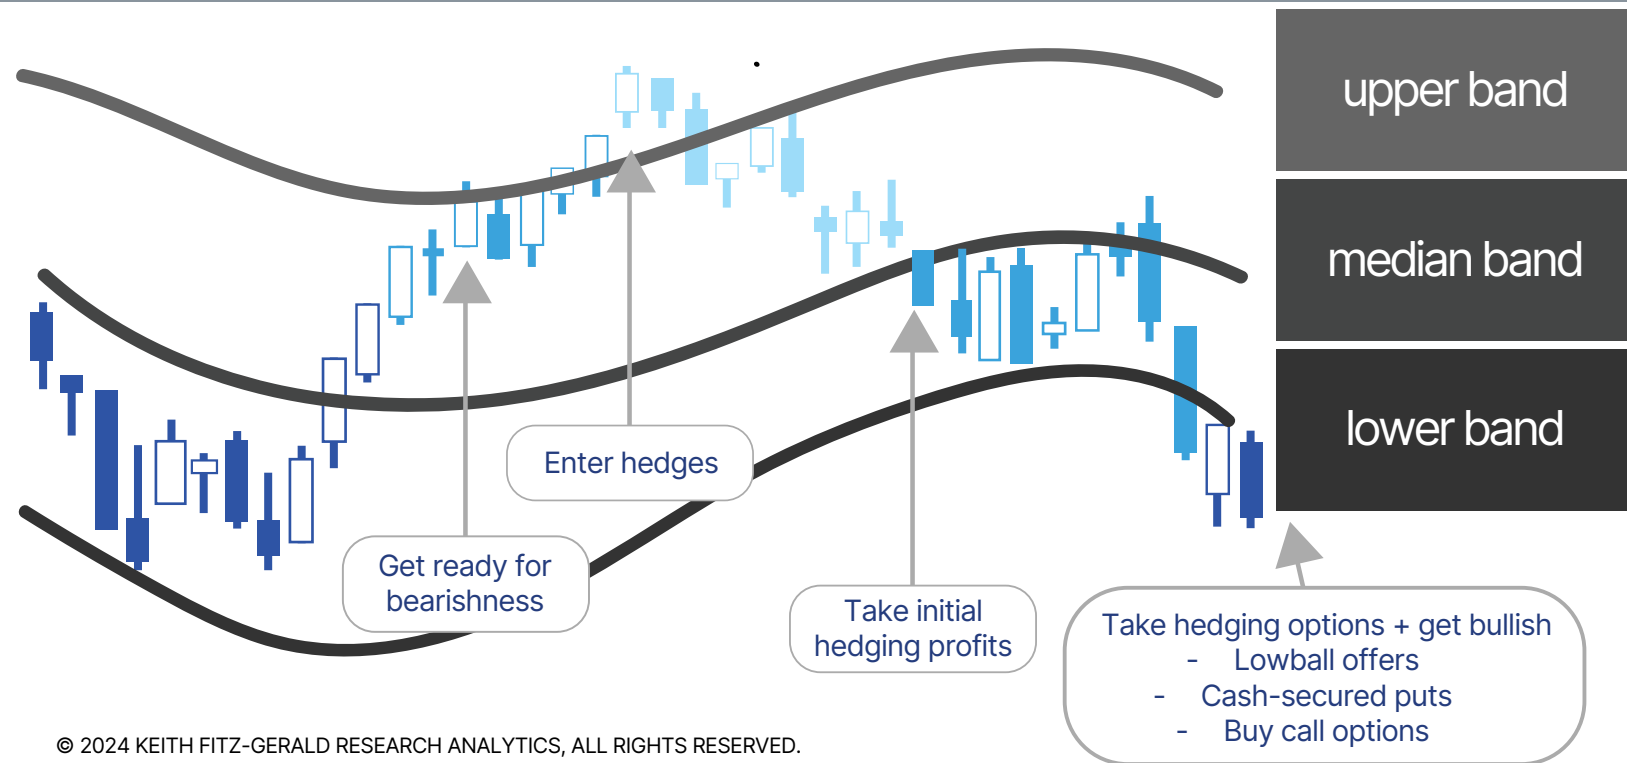 upper band
median band
lower band
Enter hedges
Get ready for
bearishness
Take initial
hedging profits
Take hedging options + get bullish
- Lowball offers
- Cash-secured puts
- Buy call options
© 2024 KEITH FITZ-GERALD RESEARCH ANALYTICS, ALL RIGHTS RESERVED.